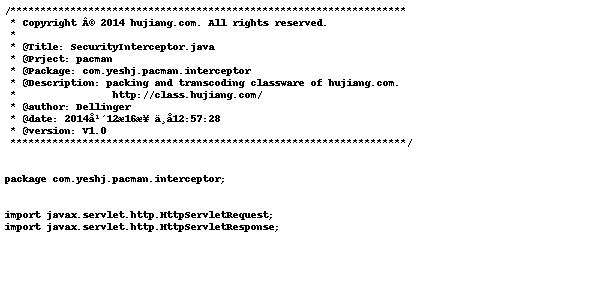 /******************************************************************
* Copyright Â© 2014 hujiang.com. All rights reserved.
*
* @Title: SecurityInterceptor.java
* @Prject: pacman
* @Package: com.yeshj.pacman.interceptor
* @Description: packing and transcoding classware of hujiang.com.
* http://class.hujiang.com/
* @author: Dellinger
* @date: 2014å¹´12æ16æ¥ ä¸å12:57:28
* @version: V1.0
******************************************************************/
package com.yeshj.pacman.interceptor;
import javax.servlet.http.HttpServletRequest;
import javax.servlet.http.HttpServletResponse;